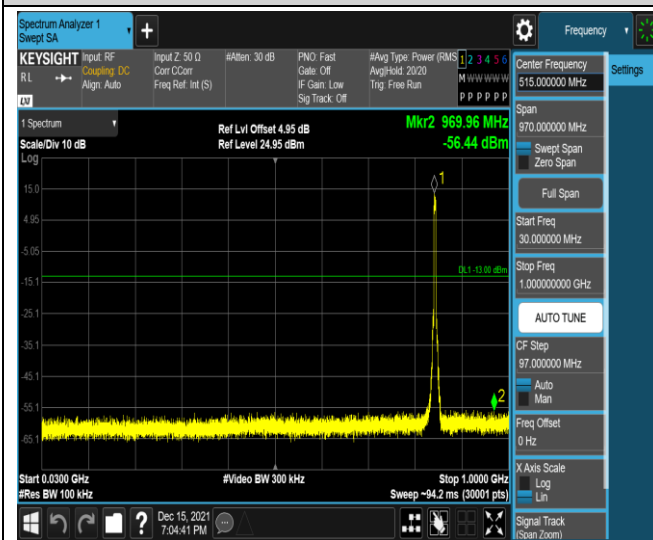 Spectrum Analyzer 1
Swept SA
+
Frequency
KEYSIGHT
RL
LXI
Input: RF
Coupling: DC
Align: Auto
Input Z: 50 Ω
Corr CCorr
Freq Ref: Int (S)
#Atten: 30 dB
PNO: Fast
Gate: Off
IF Gain: Low
Sig Track: Off
#Avg Type: Power (RMS
Avg|Hold: 20/20
Trig: Free Run
1 2 3 4 5 6
M W W W W W
P P P P P P
1 Spectrum
Scale/Div 10 dB
Log
Ref Lvl Offset 4.95 dB
Ref Level 24.95 dBm
Mkr2 969.96 MHz
-56.44 dBm
1
15.0
4.95
-5.05
DL1 -13.00 dBm
-15.1
-25.1
-35.1
-45.1
-55.1
2
-65.1
Start 0.0300 GHz
#Res BW 100 kHz
#Video BW 300 kHz
Stop 1.0000 GHz
Sweep ~94.2 ms (30001 pts)
?
Dec 15, 2021
7:04:41 PM
Center Frequency
515.000000 MHz
Settings
Span
970.000000 MHz
Swept Span
Zero Span
Full Span
Start Freq
30.000000 MHz
Stop Freq
1.000000000 GHz
AUTO TUNE
CF Step
97.000000 MHz
Auto
Man
Freq Offset
0 Hz
X Axis Scale
Log
Lin
Signal Track
(Span Zoom)